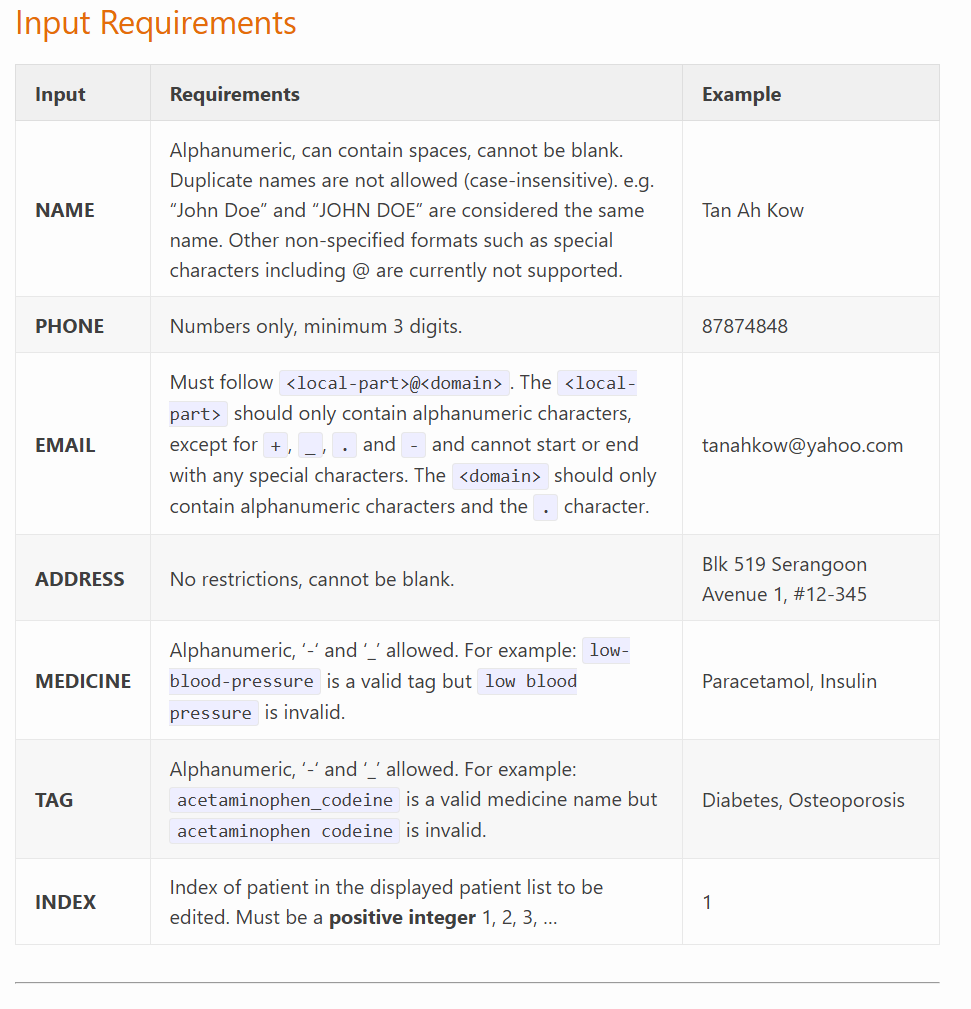 Input Requirements
Input Requirements Example
NAME
Alphanumeric, can contain spaces, cannot be blank.
Duplicate names are not allowed (case-insensitive). e.g.
“John Doe” and “JOHN DOE” are considered the same
name. Other non-specified formats such as special
characters including @ are currently not supported.
Tan Ah Kow
PHONE
Numbers only, minimum 3 digits.
87874848
EMAIL
Must follow <local-part>@<domain>. The <local-
part> should only contain alphanumeric characters,
except for +, _, . and - and cannot start or end
with any special characters. The <domain> should only
contain alphanumeric characters and the . character.
tanahkow@yahoo.com
ADDRESS
No restrictions, cannot be blank.
Blk 519 Serangoon
Avenue 1, #12-345
MEDICINE
Alphanumeric, ‘-‘ and ‘_’ allowed. For example: low-
blood-pressure is a valid tag but low blood
pressure is invalid.
Paracetamol, Insulin
TAG
Alphanumeric, ‘-‘ and ‘_’ allowed. For example:
acetaminophen_codeine is a valid medicine name but
acetaminophen codeine is invalid.
Diabetes, Osteoporosis
INDEX
Index of patient in the displayed patient list to be
edited. Must be a positive integer 1, 2, 3, …
1